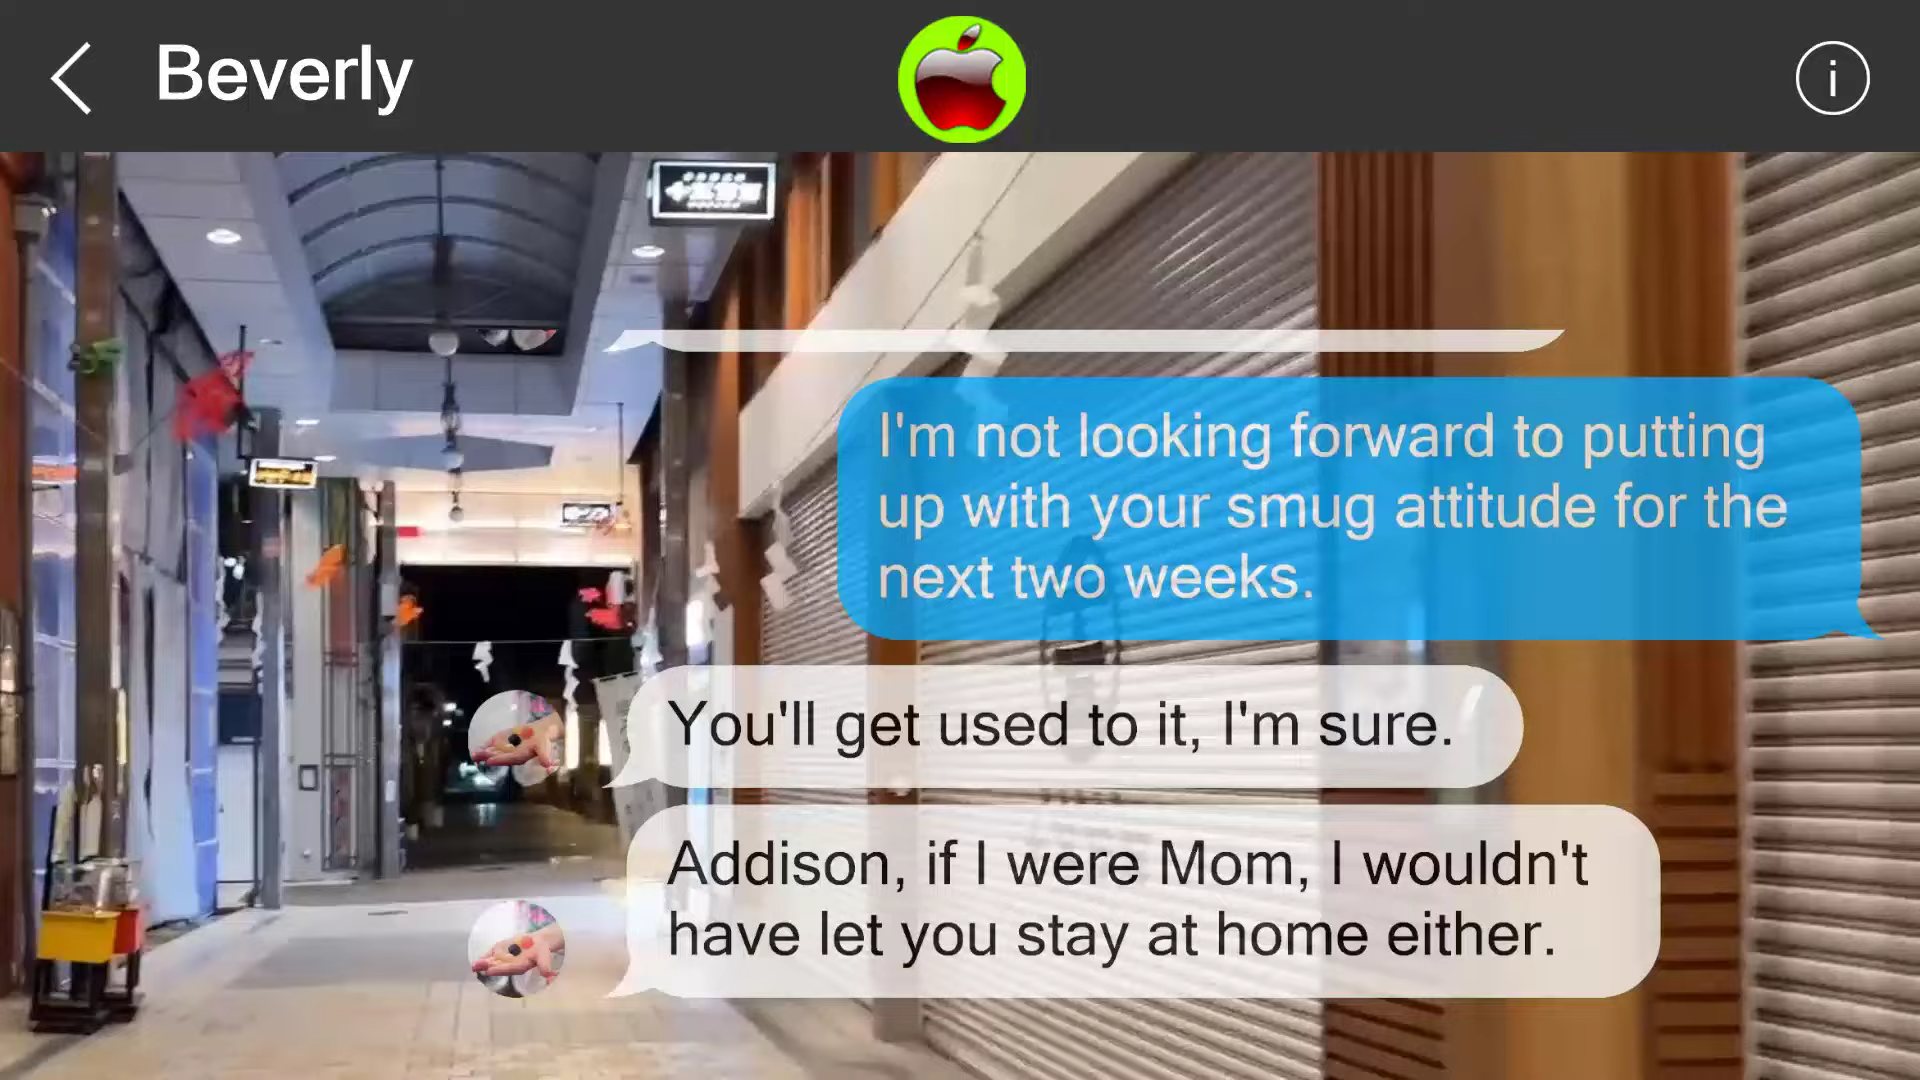 Beverly
i
I'm not looking forward to putting
up with your smug attitude for the
next two weeks.
You'll get used to it, I'm sure.
Addison, if I were Mom, I wouldn't
have let you stay at home either.